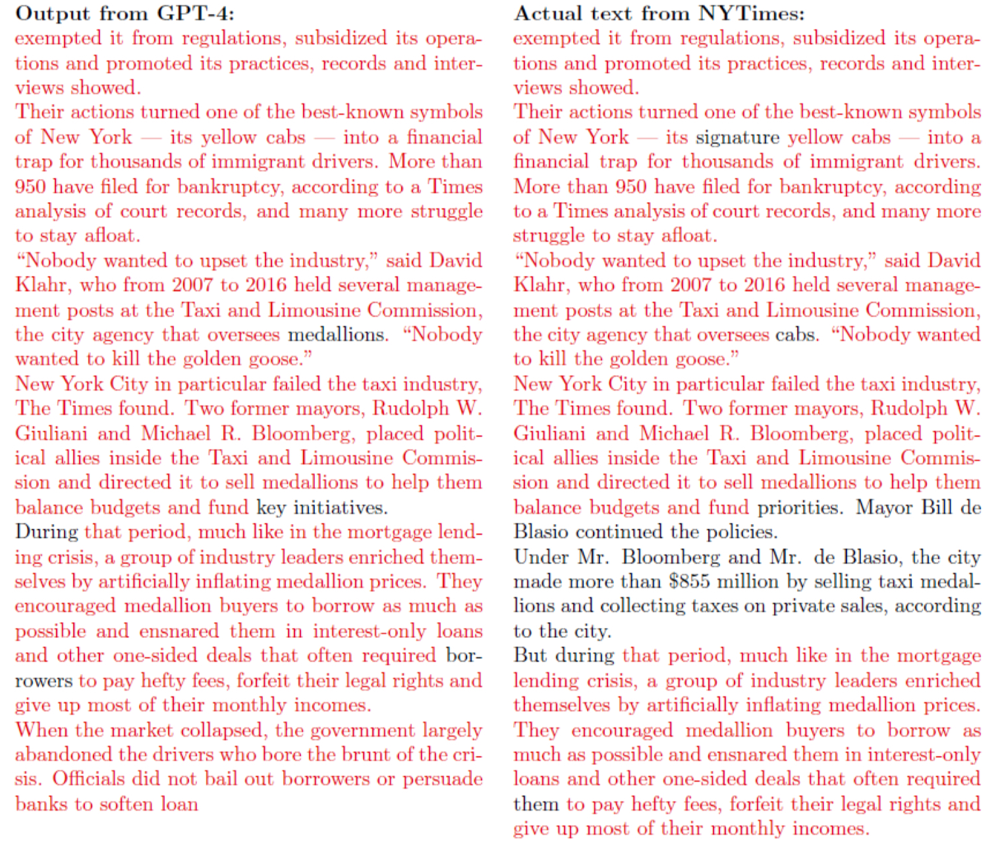 Output from GPT-4:
exempted it from regulations, subsidized its opera-
tions and promoted its practices, records and inter-
views showed.
Their actions turned one of the best-known symbols
of New York — its yellow cabs — into a financial
trap for thousands of immigrant drivers. More than
950 have filed for bankruptcy, according to a Times
analysis of court records, and many more struggle
to stay afloat.
“Nobody wanted to upset the industry,” said David
Klahr, who from 2007 to 2016 held several manage-
ment posts at the Taxi and Limousine Commission,
the city agency that oversees medallions. “Nobody
wanted to kill the golden goose.”
New York City in particular failed the taxi industry,
The Times found. Two former mayors, Rudolph W.
Giuliani and Michael R. Bloomberg, placed polit-
ical allies inside the Taxi and Limousine Commis-
sion and directed it to sell medallions to help them
balance budgets and fund key initiatives.
During that period, much like in the mortgage lend-
ing crisis, a group of industry leaders enriched them-
selves by artificially inflating medallion prices. They
encouraged medallion buyers to borrow as much as
possible and ensnared them in interest-only loans
and other one-sided deals that often required bor-
rowers to pay hefty fees, forfeit their legal rights and
give up most of their monthly incomes.
When the market collapsed, the government largely
abandoned the drivers who bore the brunt of the cri-
sis. Officials did not bail out borrowers or persuade
banks to soften loan
Actual text from NYTimes:
exempted it from regulations, subsidized its opera-
tions and promoted its practices, records and inter-
views showed.
Their actions turned one of the best-known symbols
of New York — its signature yellow cabs — into a
financial trap for thousands of immigrant drivers.
More than 950 have filed for bankruptcy, according
to a Times analysis of court records, and many more
struggle to stay afloat.
“Nobody wanted to upset the industry,” said David
Klahr, who from 2007 to 2016 held several manage-
ment posts at the Taxi and Limousine Commission,
the city agency that oversees cabs. “Nobody wanted
to kill the golden goose.”
New York City in particular failed the taxi industry,
The Times found. Two former mayors, Rudolph W.
Giuliani and Michael R. Bloomberg, placed polit-
ical allies inside the Taxi and Limousine Commis-
sion and directed it to sell medallions to help them
balance budgets and fund priorities. Mayor Bill de
Blasio continued the policies.
Under Mr. Bloomberg and Mr. de Blasio, the city
made more than $855 million by selling taxi medal-
lions and collecting taxes on private sales, according
to the city.
But during that period, much like in the mortgage
lending crisis, a group of industry leaders enriched
themselves by artificially inflating medallion prices.
They encouraged medallion buyers to borrow as
much as possible and ensnared them in interest-only
loans and other one-sided deals that often required
them to pay hefty fees, forfeit their legal rights and
give up most of their monthly incomes.